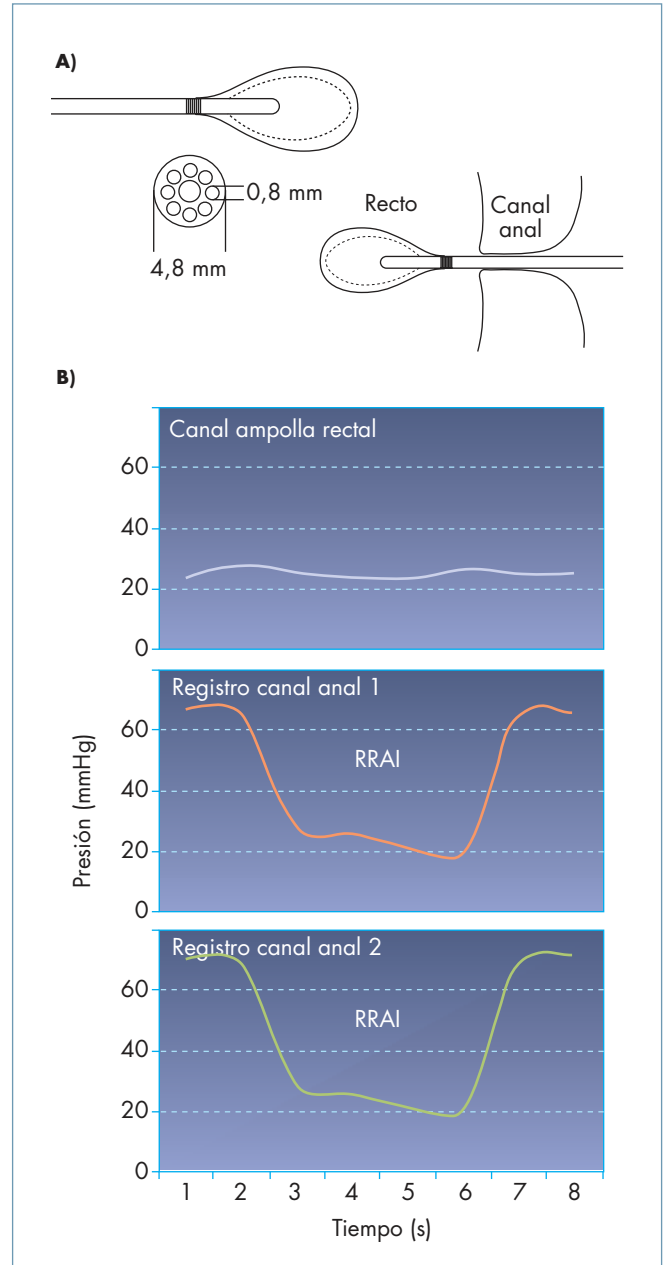 A)
0,8 mm
4,8 mm
Recto
Canal
anal
B)
Canal ampolla rectal
60
40
20
0
Registro canal anal 1
RRAI
60
40
20
0
Registro canal anal 2
RRAI
60
40
20
0
Presión (mmHg)
1 2 3 4 5 6 7 8
Tiempo (s)